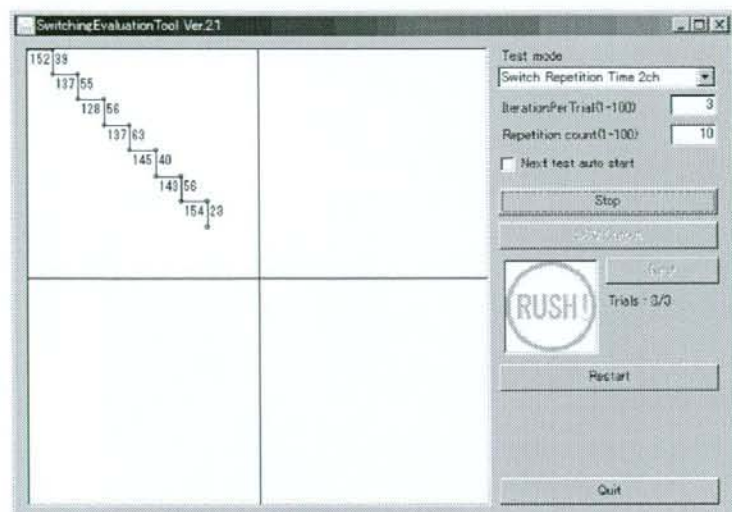 SwitchingEvaluationTool Ver.2.1
152 39
137 55
128 56
137 63
145 40
143 56
154 23
Test mode
Switch Repetition Time 2ch
IterationPerTrial(1-100) 3
Repetition count(1-100) 10
Next test auto start
Stop
RUSH!
Trials : 3/3
Restart
Quit